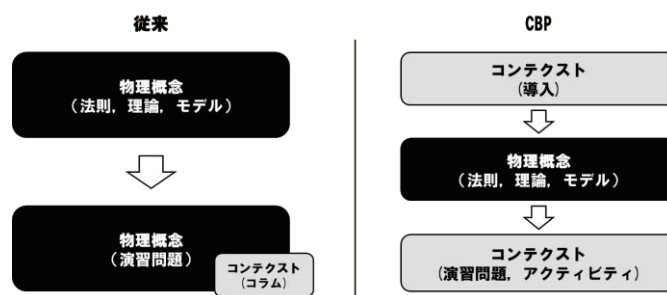 従来
物理概念
(法則,理論,モデル)
物理概念
(演習問題)
コンテクスト
(コラム)
CBP
コンテクスト
(導入)
物理概念
(法則,理論,モデル)
コンテクスト
(演習問題,アクティビティ)